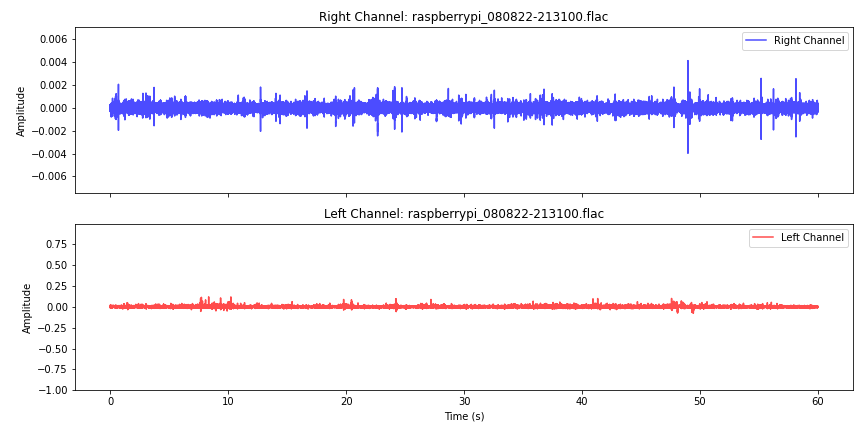 Right Channel: raspberrypi_080822-213100.flac
Right Channel
Amplitude
0.006
0.004
0.002
0.000
−0.002
−0.004
−0.006
Left Channel: raspberrypi_080822-213100.flac
Left Channel
Amplitude
0.75
0.50
0.25
0.00
−0.25
−0.50
−0.75
−1.00
0 10 20 30 40 50 60
Time (s)